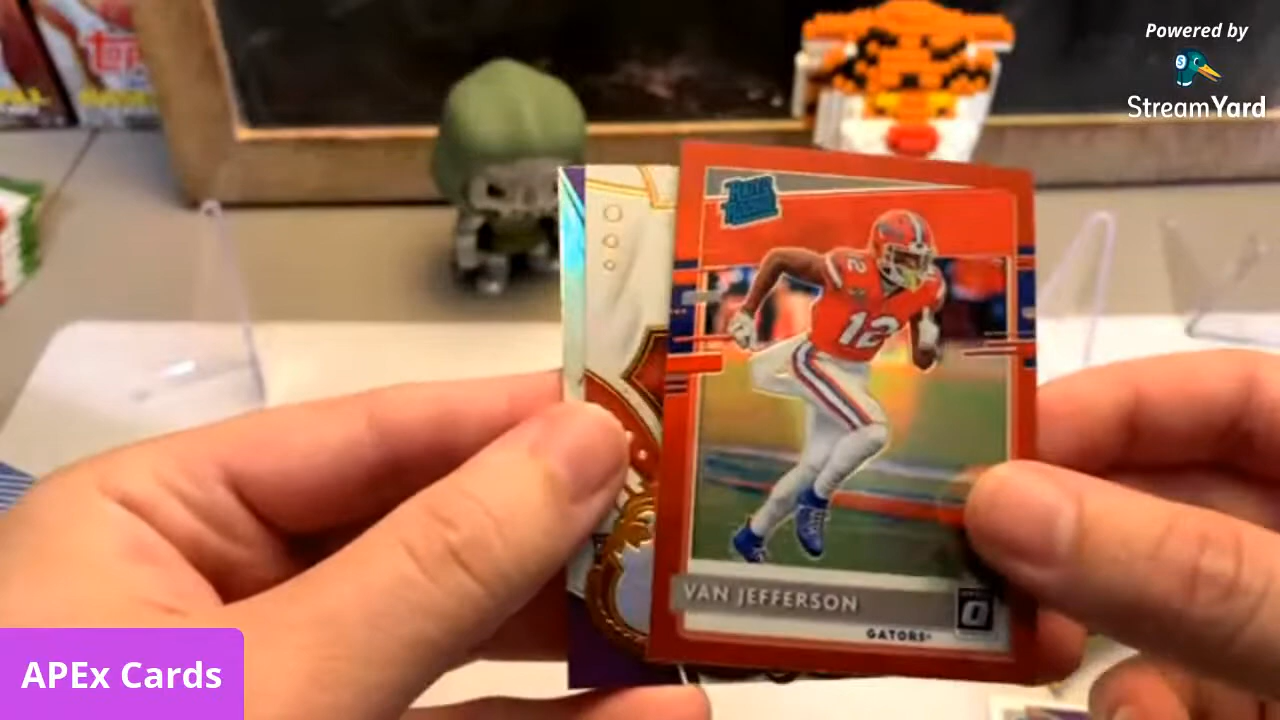 Powered by
StreamYard
RATED
ROOKIE
12
12
VAN JEFFERSON
GATORS
APEx Cards